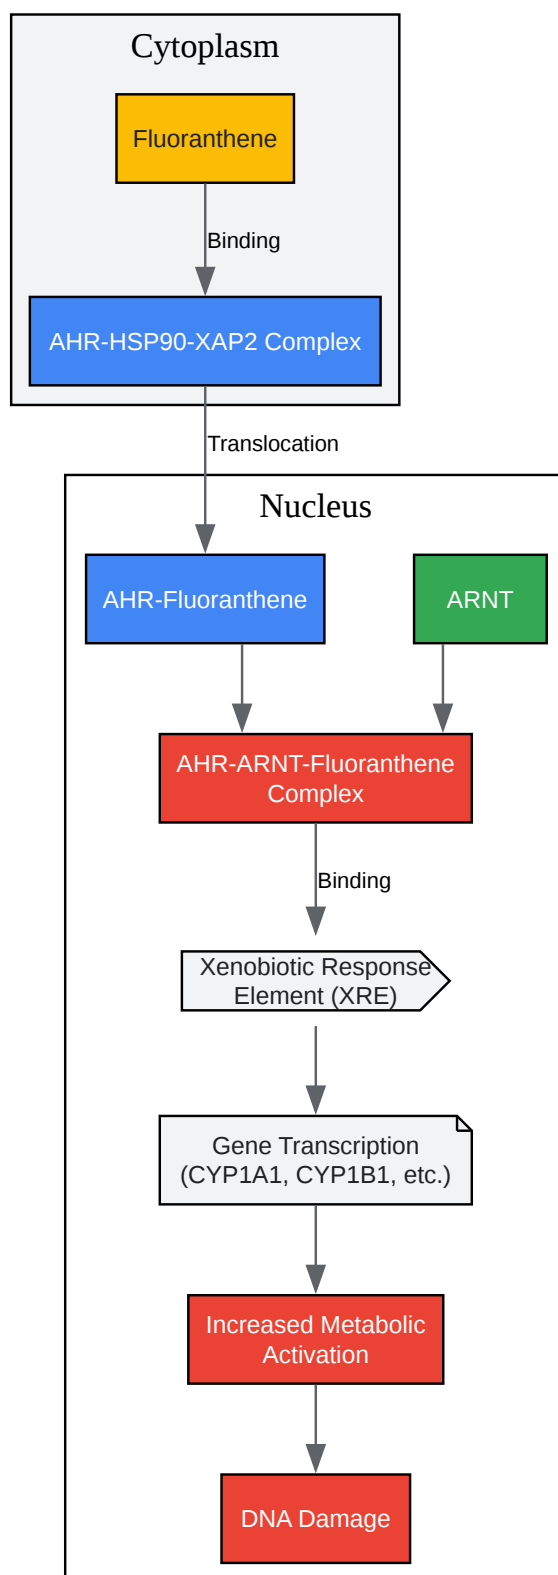 Cytoplasm
Fluoranthene
Binding
AHR-HSP90-XAP2 Complex
Translocation
Nucleus
AHR-Fluoranthene
ARNT
AHR-ARNT-Fluoranthene
Complex
Binding
Xenobiotic Response
Element (XRE)
Gene Transcription
(CYP1A1, CYP1B1, etc.)
Increased Metabolic
Activation
DNA Damage